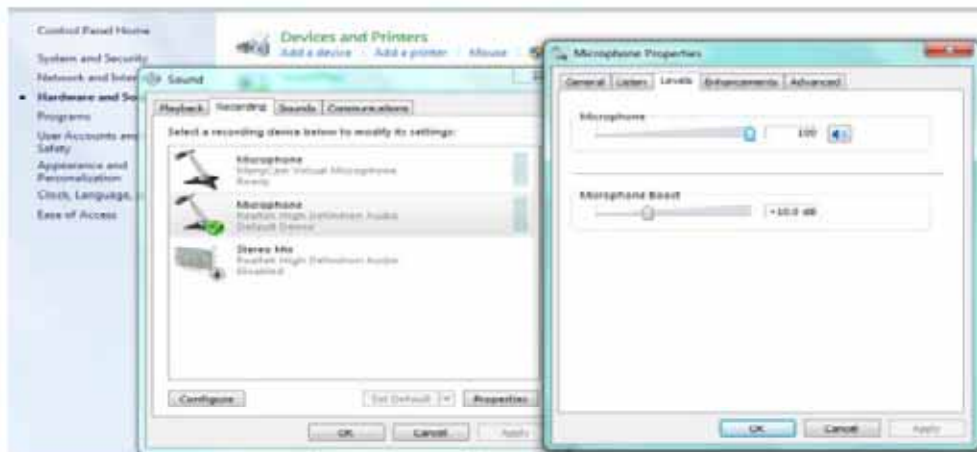 Control Panel Home
System and Security
Network and Inter
Hardware and So
Programs
User Accounts and
Safety
Appearance and
Personalization
Clock, Language,
Ease of Access
Devices and Printers
Add a device Add a printer Mouse
Sound
Playback Recording Sounds Communications
Select a recording device below to modify its settings:
Microphone
ManyCam Virtual Microphone
Ready
Microphone
Realtek High Definition Audio
Default Device
Stereo Mix
Realtek High Definition Audio
Disabled
Configure Set Default Properties
OK Cancel Apply
Microphone Properties
General Listen Levels Enhancements Advanced
Microphone
100
Microphone Boost
+10.0 dB
OK Cancel Apply